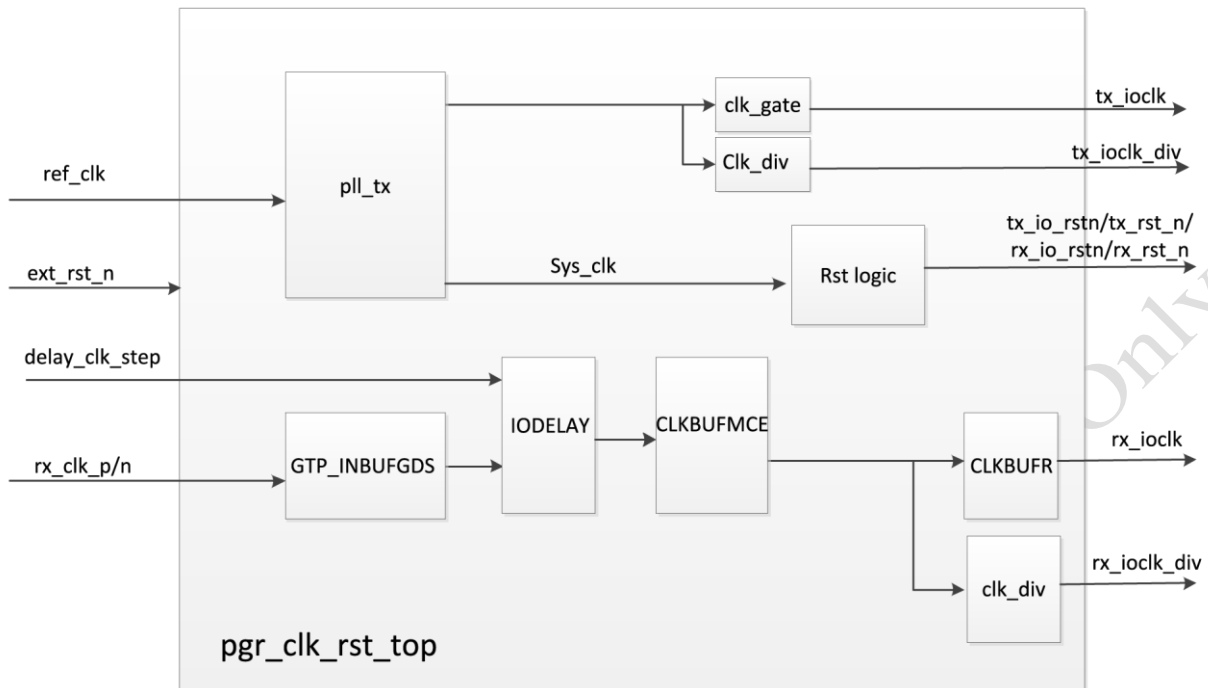 clk_gate
tx_ioclk
Clk_div
tx_ioclk_div
ref_clk
pll_tx
tx_io_rstn/tx_rst_n/
rx_io_rstn/rx_rst_n
ext_rst_n
Sys_clk
Rst logic
delay_clk_step
IODELAY
CLKBUFMCE
Only
rx_clk_p/n
GTP_INBUFGDS
CLKBUFR
rx_ioclk
clk_div
rx_ioclk_div
pgr_clk_rst_top